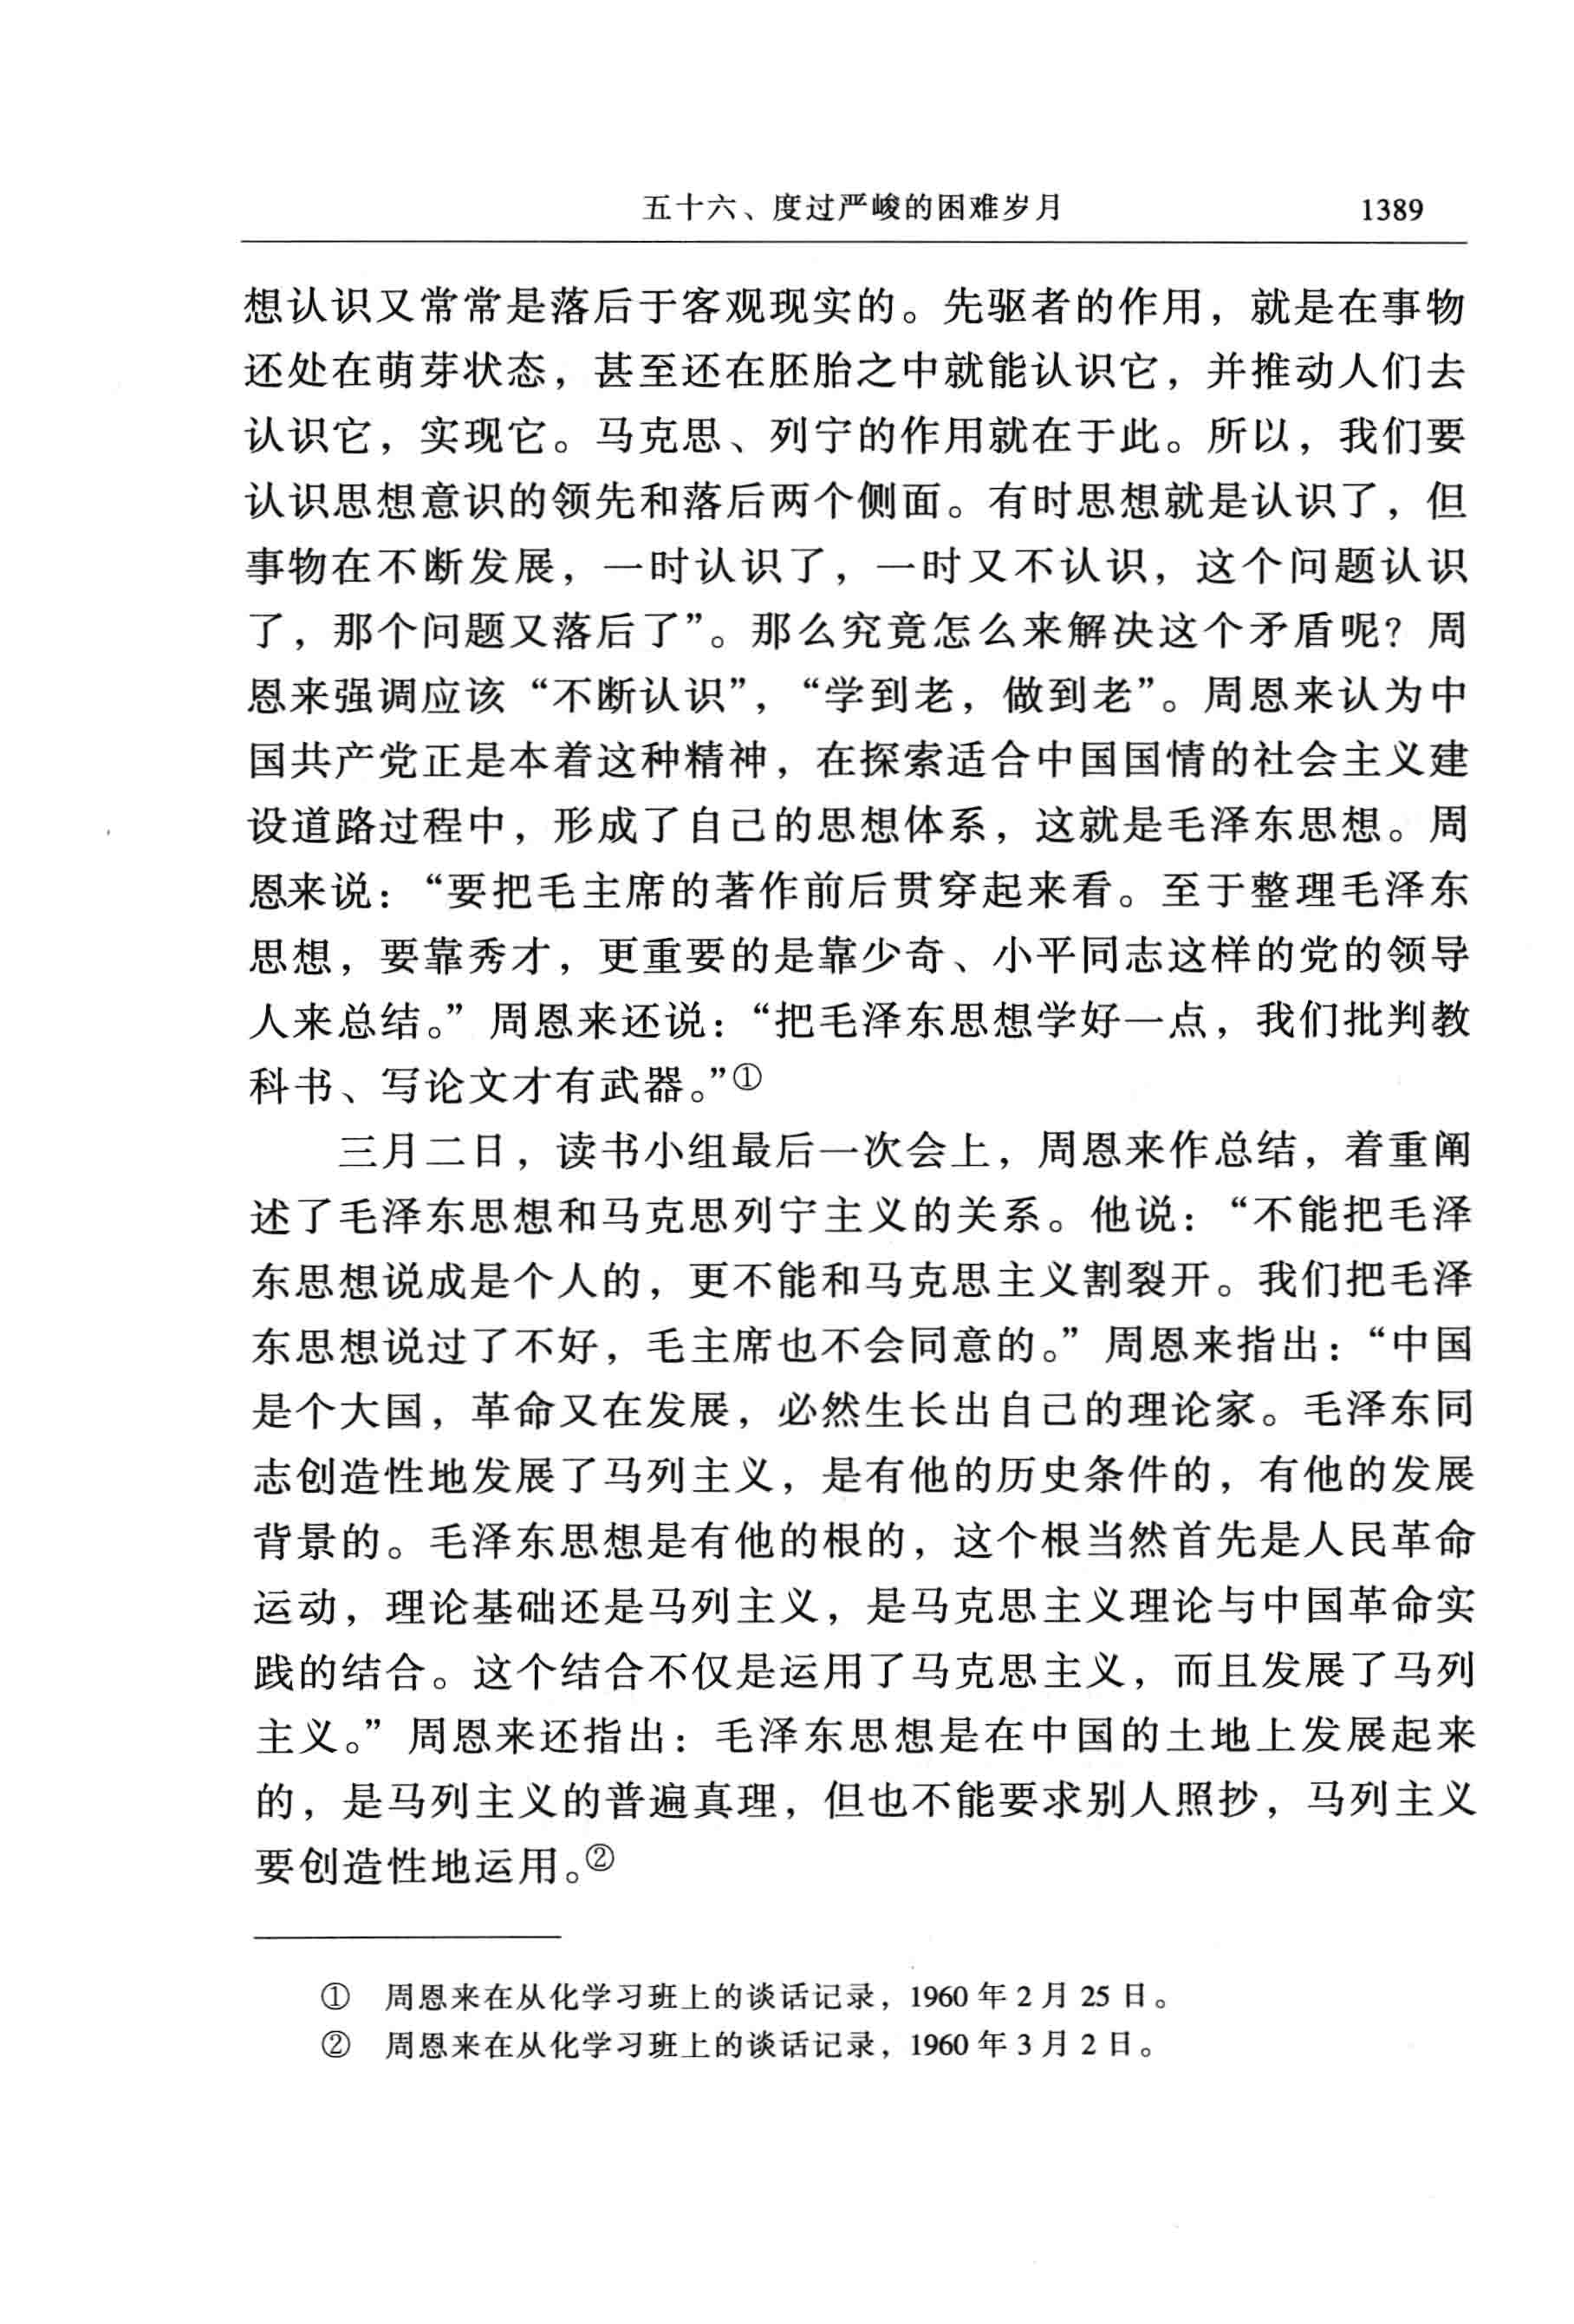 五十六、度过严峻的困难岁月 1389
想认识又常常是落后于客观现实的。先驱者的作用，就是在事物
还处在萌芽状态，甚至还在胚胎之中就能认识它，并推动人们去
认识它，实现它。马克思、列宁的作用就在于此。所以，我们要
认识思想意识的领先和落后两个侧面。有时思想就是认识了，但
事物在不断发展，一时认识了，一时又不认识，这个问题认识
了，那个问题又落后了”。那么究竟怎么来解决这个矛盾呢？周
恩来强调应该“不断认识”，“学到老，做到老”。周恩来认为中
国共产党正是本着这种精神，在探索适合中国国情的社会主义建
设道路过程中，形成了自己的思想体系，这就是毛泽东思想。周
恩来说：“要把毛主席的著作前后贯穿起来看。至于整理毛泽东
思想，要靠秀才，更重要的是靠少奇、小平同志这样的党的领导
人来总结。”周恩来还说：“把毛泽东思想学好一点，我们批判教
科书、写论文才有武器。”①
三月二日，读书小组最后一次会上，周恩来作总结，着重阐
述了毛泽东思想和马克思列宁主义的关系。他说：“不能把毛泽
东思想说成是个人的，更不能和马克思主义割裂开。我们把毛泽
东思想说过了不好，毛主席也不会同意的。”周恩来指出：“中国
是个大国，革命又在发展，必然生长出自己的理论家。毛泽东同
志创造性地发展了马列主义，是有他的历史条件的，有他的发展
背景的。毛泽东思想是有他的根的，这个根当然首先是人民革命
运动，理论基础还是马列主义，是马克思主义理论与中国革命实
践的结合。这个结合不仅是运用了马克思主义，而且发展了马列
主义。”周恩来还指出：毛泽东思想是在中国的土地上发展起来
的，是马列主义的普遍真理，但也不能要求别人照抄，马列主义
要创造性地运用。②
① 周恩来在从化学习班上的谈话记录，1960 年 2 月 25 日。
② 周恩来在从化学习班上的谈话记录，1960 年 3 月 2 日。